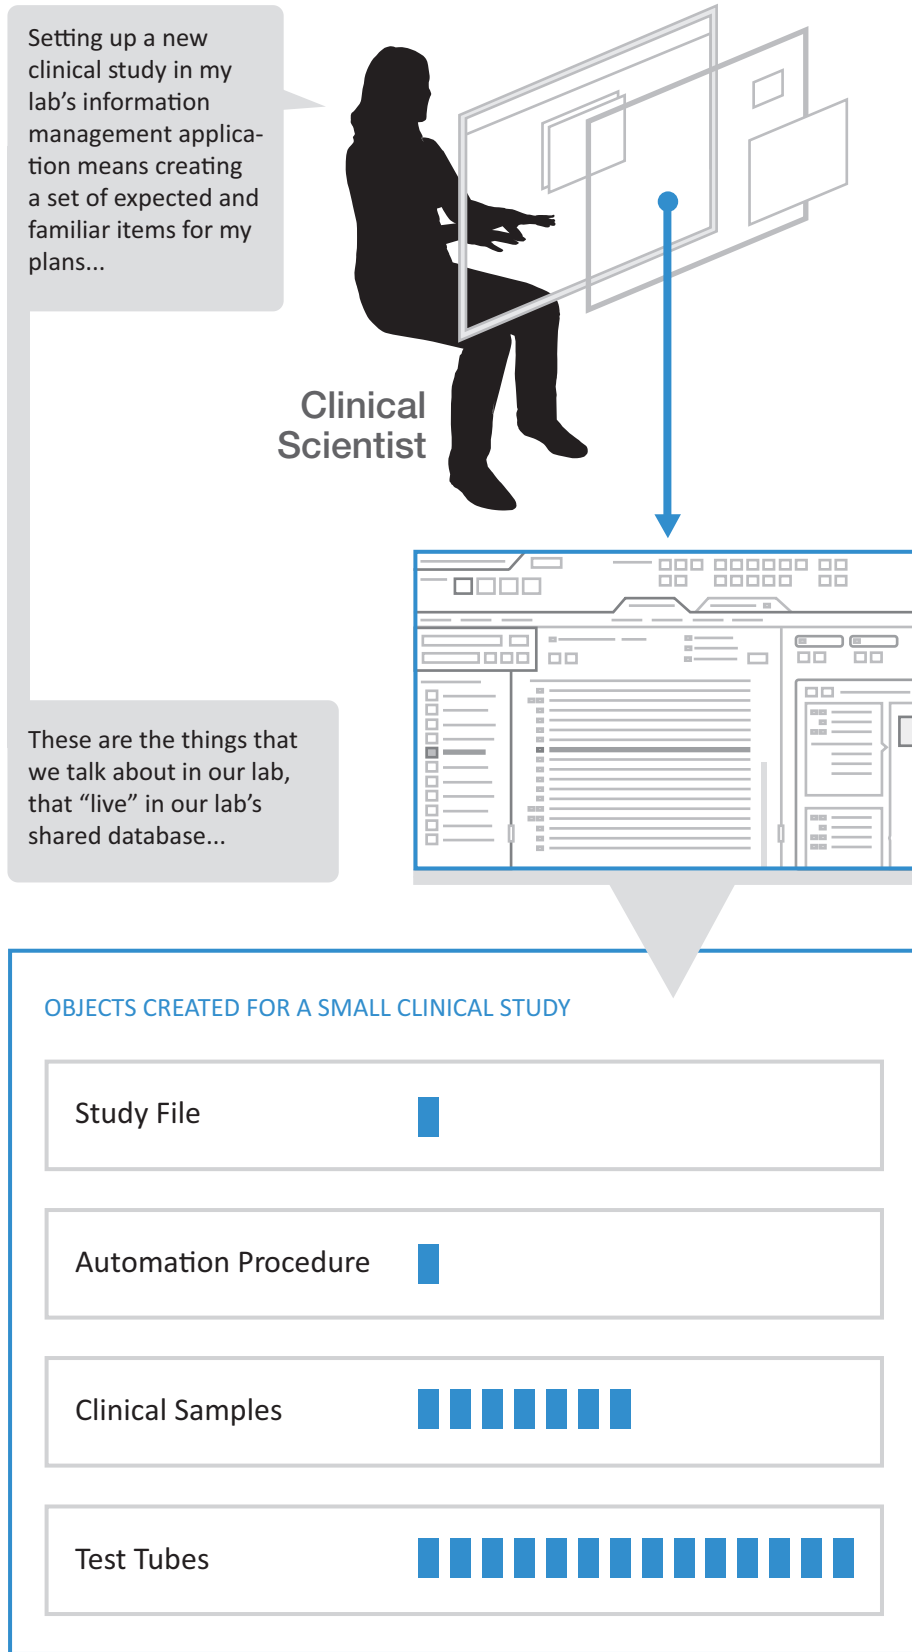 Setting up a new
clinical study in my
lab’s information
management applica-
tion means creating
a set of expected and
familiar items for my
plans...
Clinical
Scientist
These are the things that
we talk about in our lab,
that “live” in our lab’s
shared database...
OBJECTS CREATED FOR A SMALL CLINICAL STUDY
Study File
Automation Procedure
Clinical Samples
Test Tubes